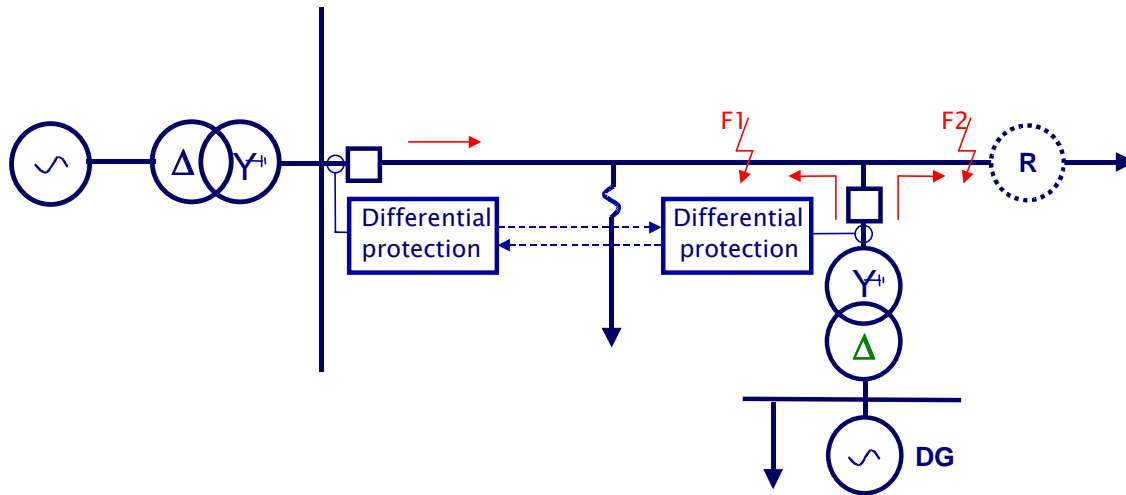 F1
F2
Δ
Y
R
Differential
protection
Differential
protection
Y
Δ
DG